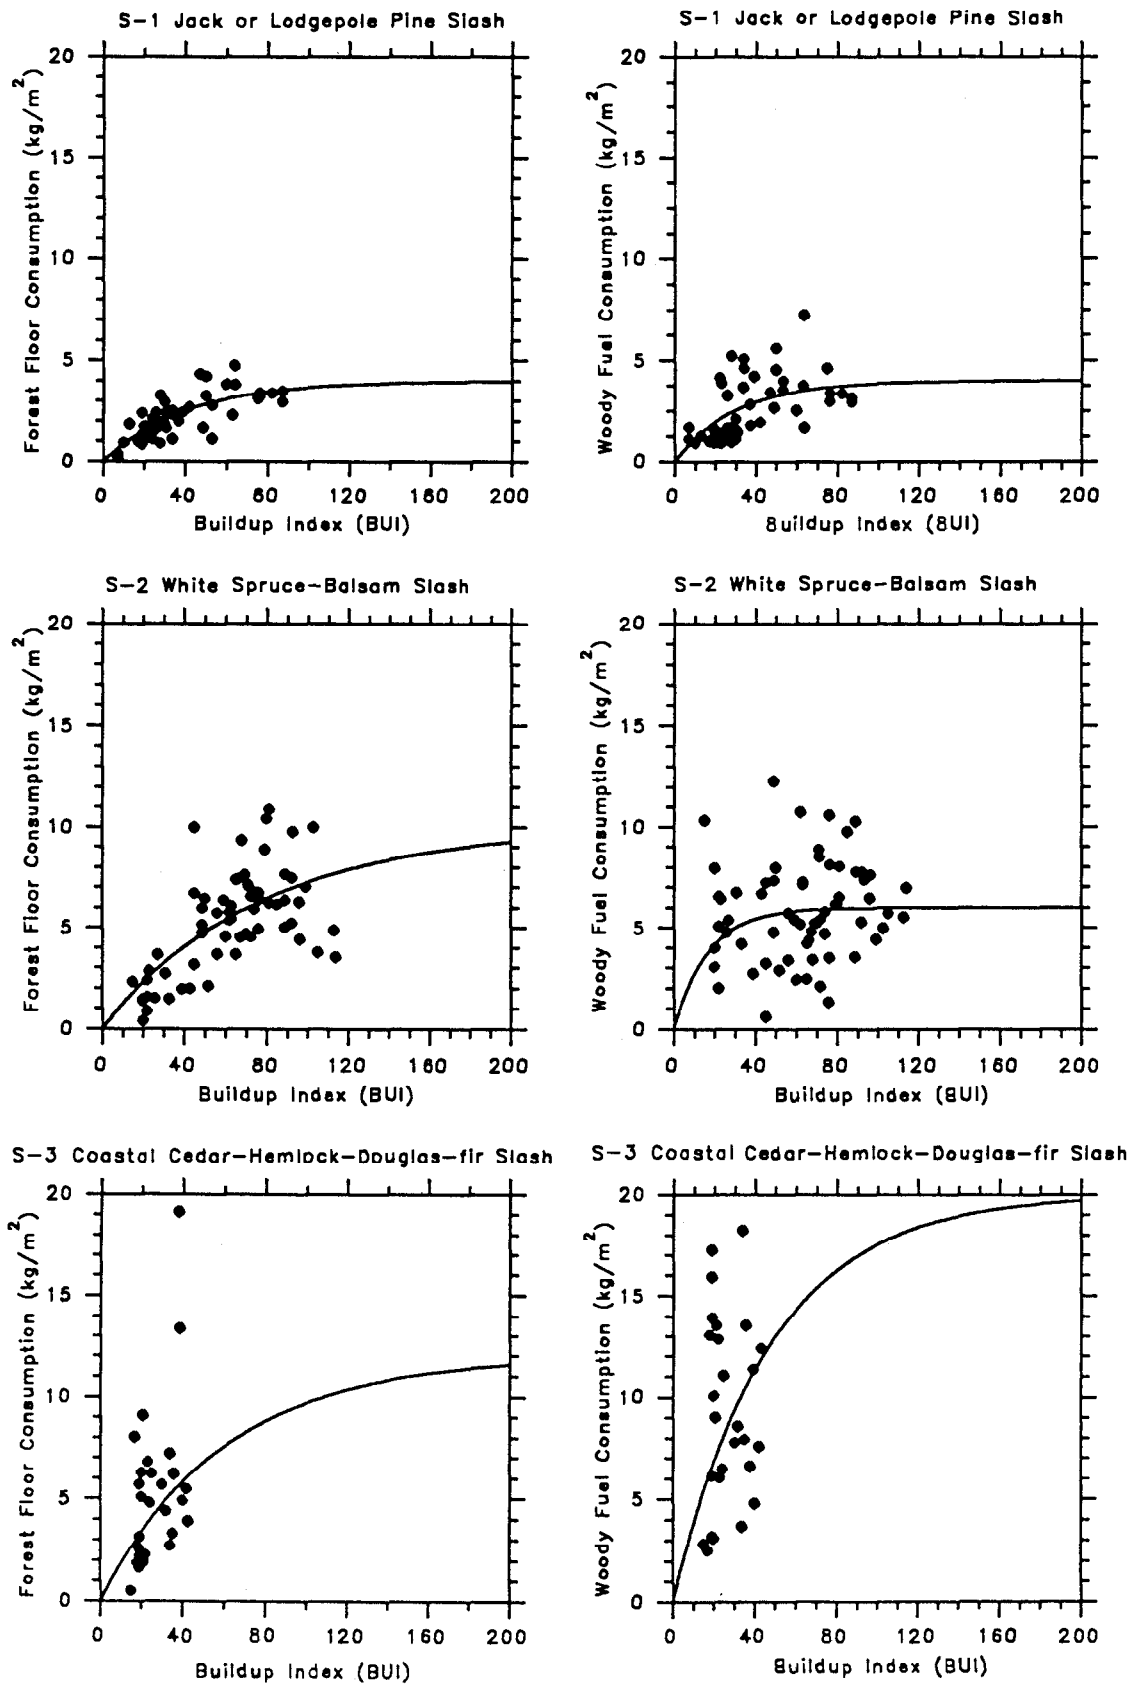 S-1 Jack or Lodgepole Pine Slash
Forest Floor Consumption (kg/m²)
20
15
10
5
0
0 40 80 120 160 200
Buildup Index (BUI)
S-1 Jack or Lodgepole Pine Slash
Woody Fuel Consumption (kg/m²)
20
15
10
5
0
0 40 80 120 160 200
Buildup Index (BUI)
S-2 White Spruce-Balsam Slash
Forest Floor Consumption (kg/m²)
20
15
10
5
0
0 40 80 120 160 200
Buildup Index (BUI)
S-2 White Spruce-Balsam Slash
Woody Fuel Consumption (kg/m²)
20
15
10
5
0
0 40 80 120 160 200
Buildup Index (BUI)
S-3 Coastal Cedar-Hemlock-Douglas-fir Slash
Forest Floor Consumption (kg/m²)
20
15
10
5
0
0 40 80 120 160 200
Buildup Index (BUI)
S-3 Coastal Cedar-Hemlock-Douglas-fir Slash
Woody Fuel Consumption (kg/m²)
20
15
10
5
0
0 40 80 120 160 200
Buildup Index (BUI)